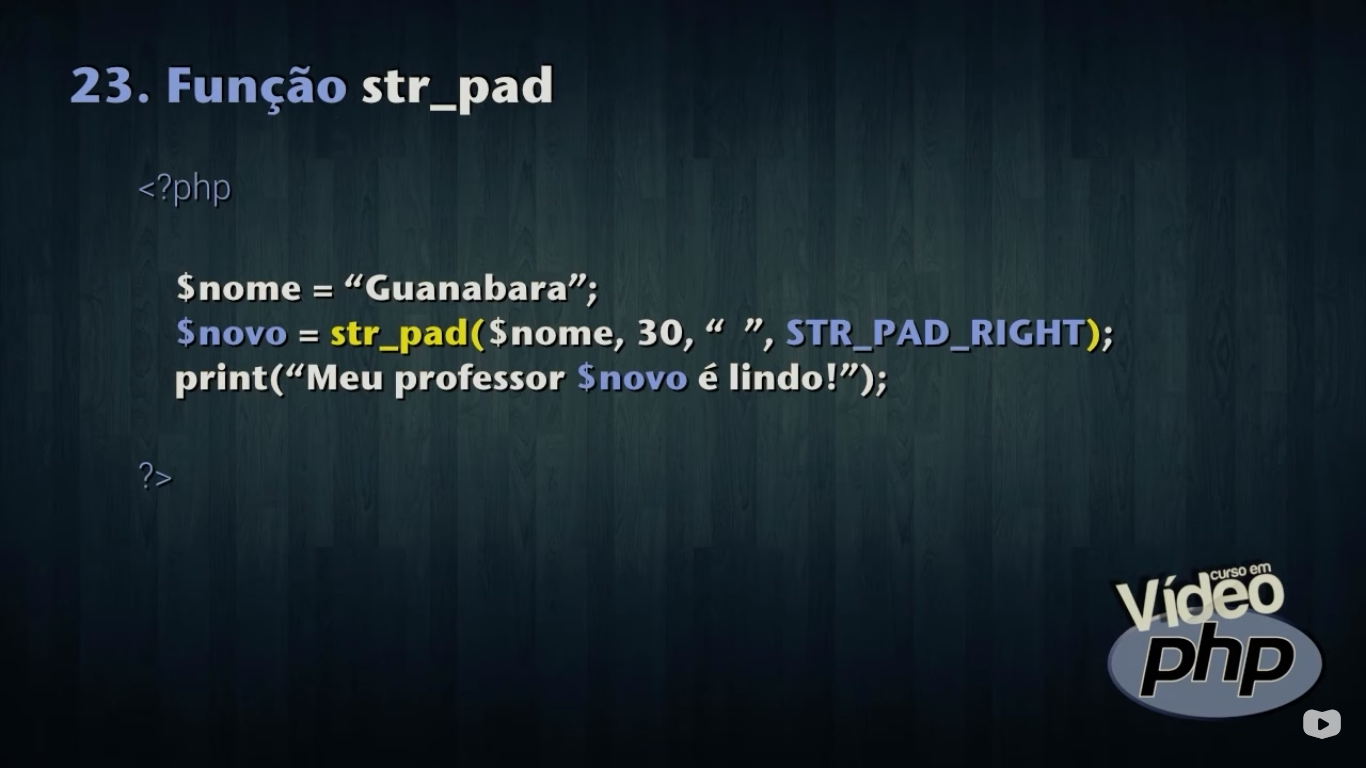 23. Função str_pad
<?php
$nome = “Guanabara”;
$novo = str_pad($nome, 30, “ ”, STR_PAD_RIGHT);
print(“Meu professor $novo é lindo!”);
?>
curso em
Vídeo
php